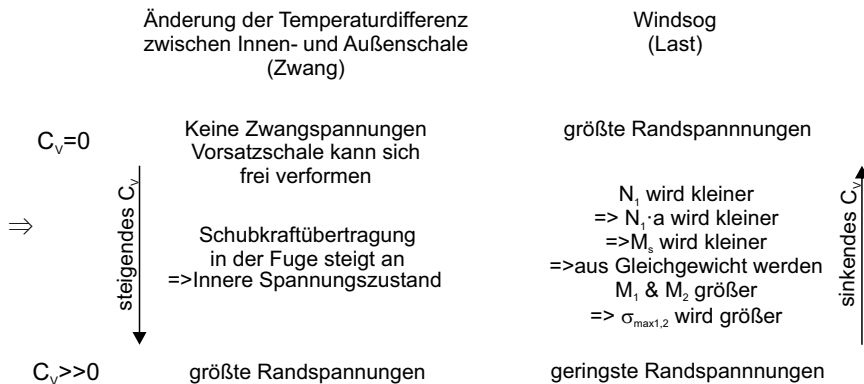 Änderung der Temperaturdifferenz
zwischen Innen- und Außenschale
(Zwang)
Windsog
(Last)
C_v=0
Keine Zwangspannungen
Vorsatzschale kann sich
frei verformen
größte Randspannnungen
⇒
steigendes C_v
Schubkraftübertragung
in der Fuge steigt an
=>Innere Spannungszustand
N_1 wird kleiner
=> N_1·a wird kleiner
=>M_s wird kleiner
=>aus Gleichgewicht werden
M_1 & M_2 größer
=> σ_max1,2 wird größer
sinkendes C_v
C_v>>0
größte Randspannungen
geringste Randspannnungen